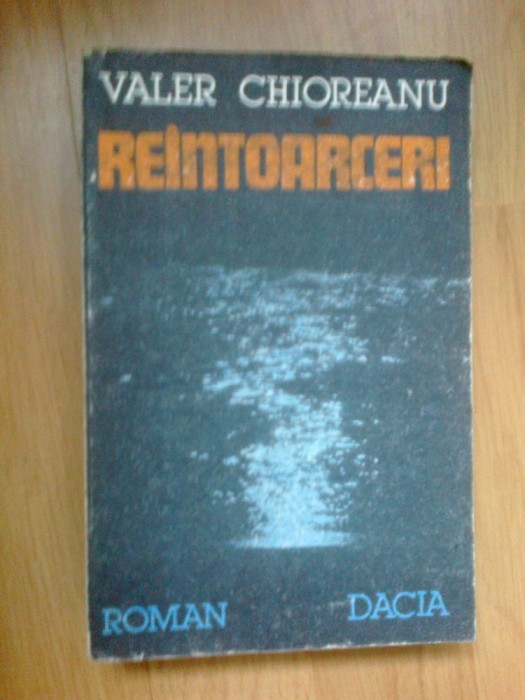 VALER CHIOREANU
REÎNTOARCERI
ROMAN DACIA